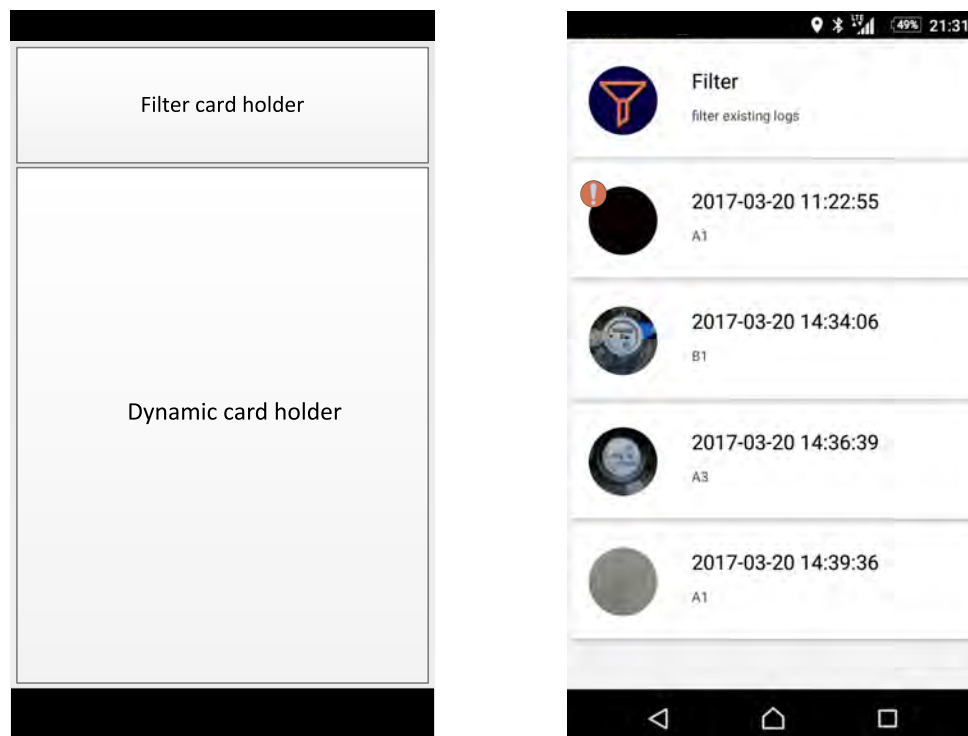 Filter card holder
Dynamic card holder
LTE 49% 21:31
Filter
filter existing logs
2017-03-20 11:22:55
A1
2017-03-20 14:34:06
B1
2017-03-20 14:36:39
A3
2017-03-20 14:39:36
A1